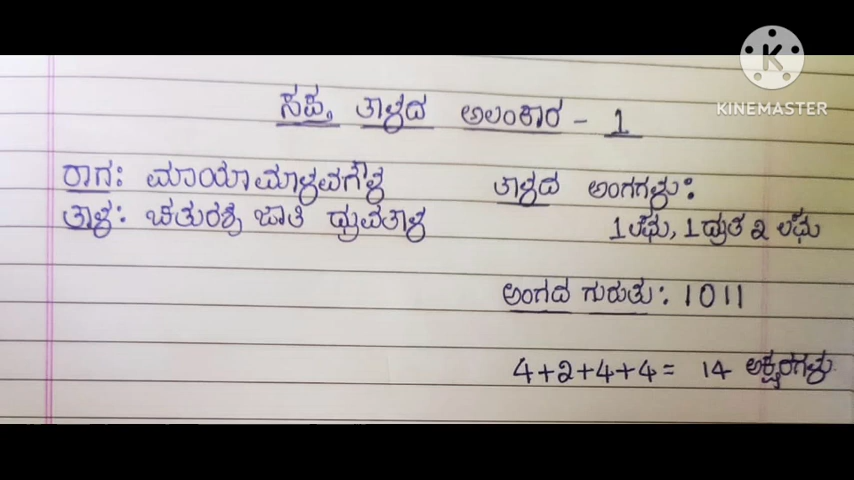 KINEMASTER
ಸಪ್ತ ತಾಳದ ಅಲಂಕಾರ - 1
ರಾಗ: ಮಾಯಾಮಾಳವಗೌಳ
ತಾಳ: ಚತುರಶ್ರ ಜಾತಿ ಧ್ರುವತಾಳ
ತಾಳದ ಅಂಗಗಳು:
1 ಲಘು, 1 ದ್ರುತ 2 ಲಘು
ಅಂಗದ ಗುರುತು: 1011
4+2+4+4= 14 ಅಕ್ಷರಗಳು